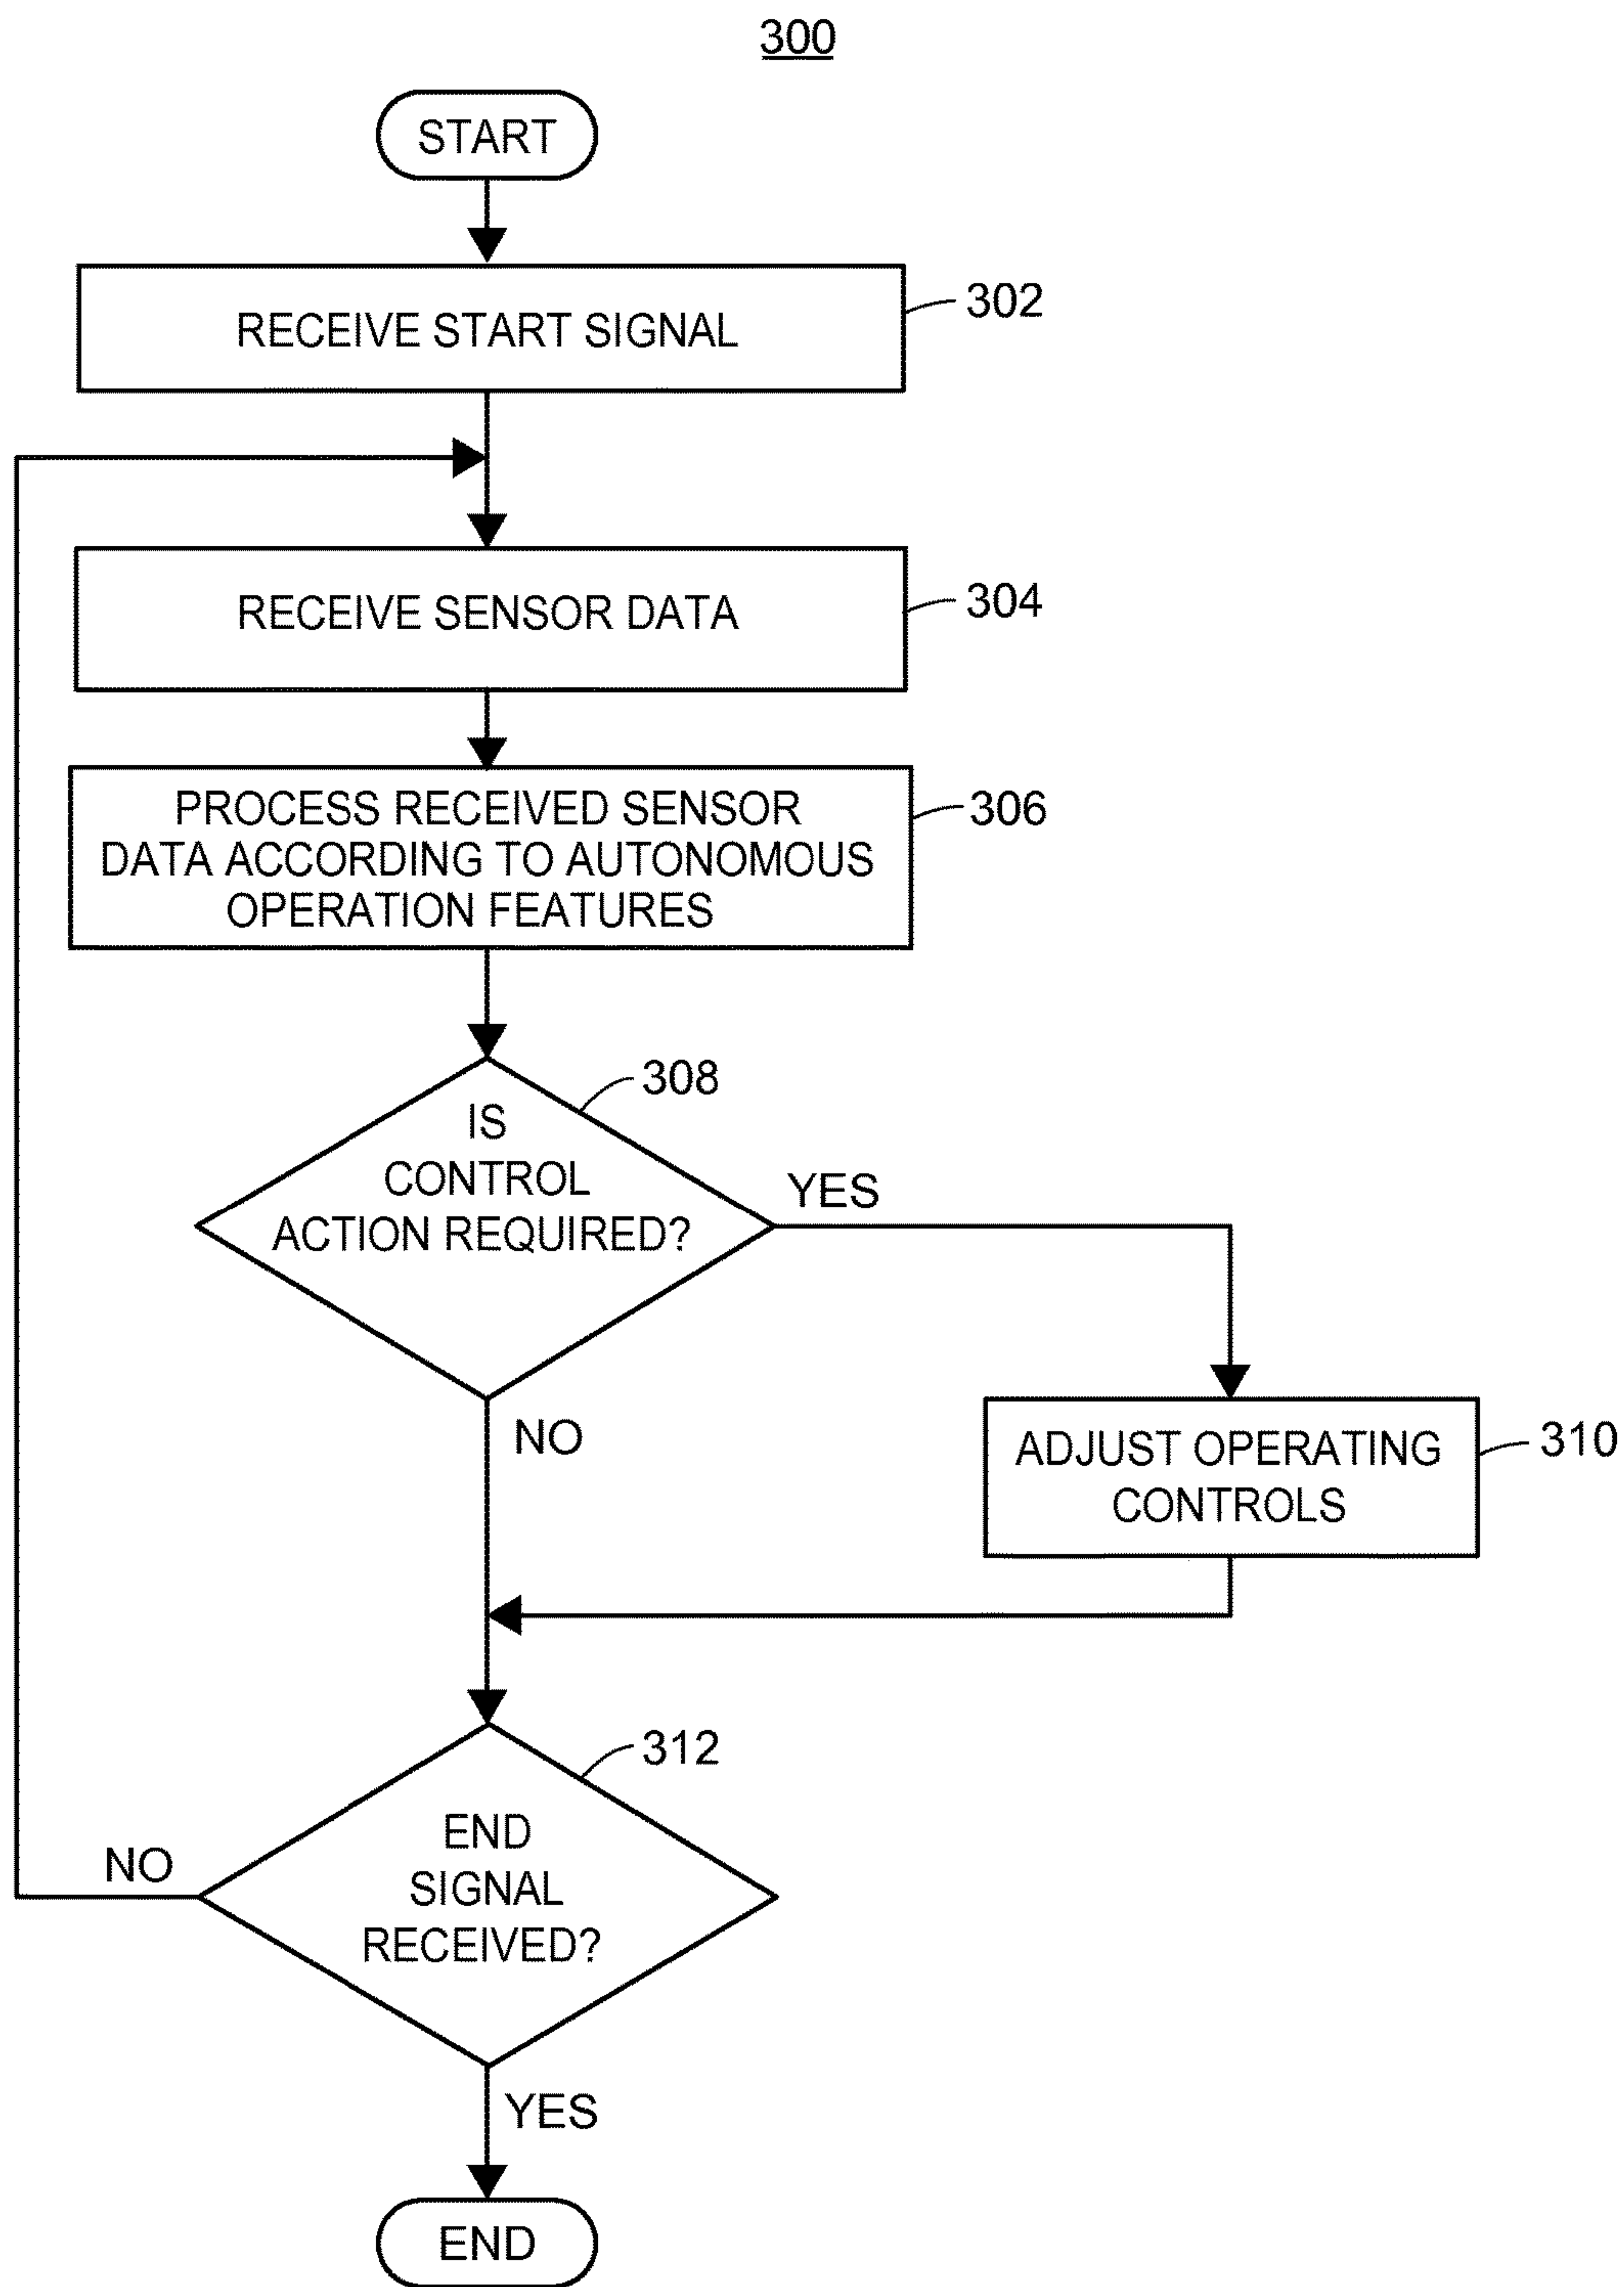 300
START
RECEIVE START SIGNAL
302
RECEIVE SENSOR DATA
304
PROCESS RECEIVED SENSOR
DATA ACCORDING TO AUTONOMOUS
OPERATION FEATURES
306
308
IS
CONTROL
ACTION REQUIRED?
YES
NO
ADJUST OPERATING
CONTROLS
310
312
END
SIGNAL
RECEIVED?
NO
YES
END